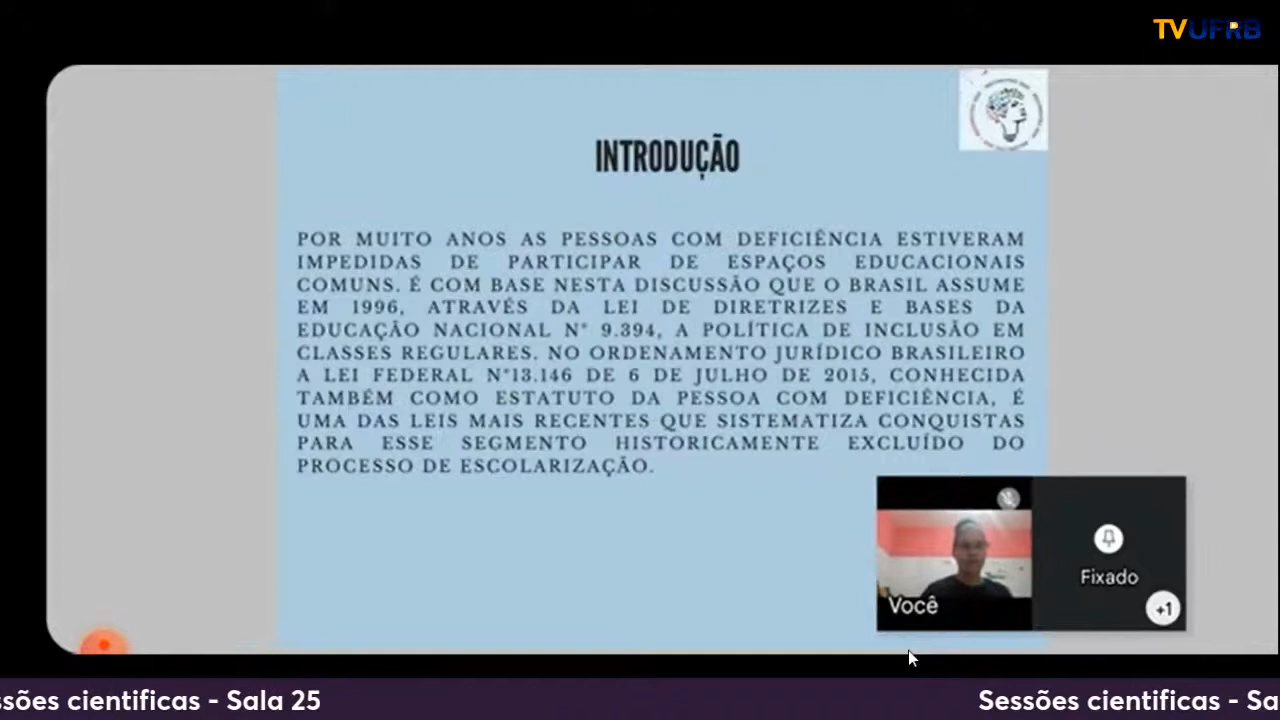 TVUFRB
INTRODUÇÃO
POR MUITO ANOS AS PESSOAS COM DEFICIÊNCIA ESTIVERAM
IMPEDIDAS DE PARTICIPAR DE ESPAÇOS EDUCACIONAIS
COMUNS. É COM BASE NESTA DISCUSSÃO QUE O BRASIL ASSUME
EM 1996, ATRAVÉS DA LEI DE DIRETRIZES E BASES DA
EDUCAÇÃO NACIONAL N° 9.394, A POLÍTICA DE INCLUSÃO EM
CLASSES REGULARES. NO ORDENAMENTO JURÍDICO BRASILEIRO
A LEI FEDERAL N°13.146 DE 6 DE JULHO DE 2015, CONHECIDA
TAMBÉM COMO ESTATUTO DA PESSOA COM DEFICIÊNCIA, É
UMA DAS LEIS MAIS RECENTES QUE SISTEMATIZA CONQUISTAS
PARA ESSE SEGMENTO HISTORICAMENTE EXCLUÍDO DO
PROCESSO DE ESCOLARIZAÇÃO.
Você
Fixado
+1
ssões cientificas - Sala 25
Sessões cientificas - Sa